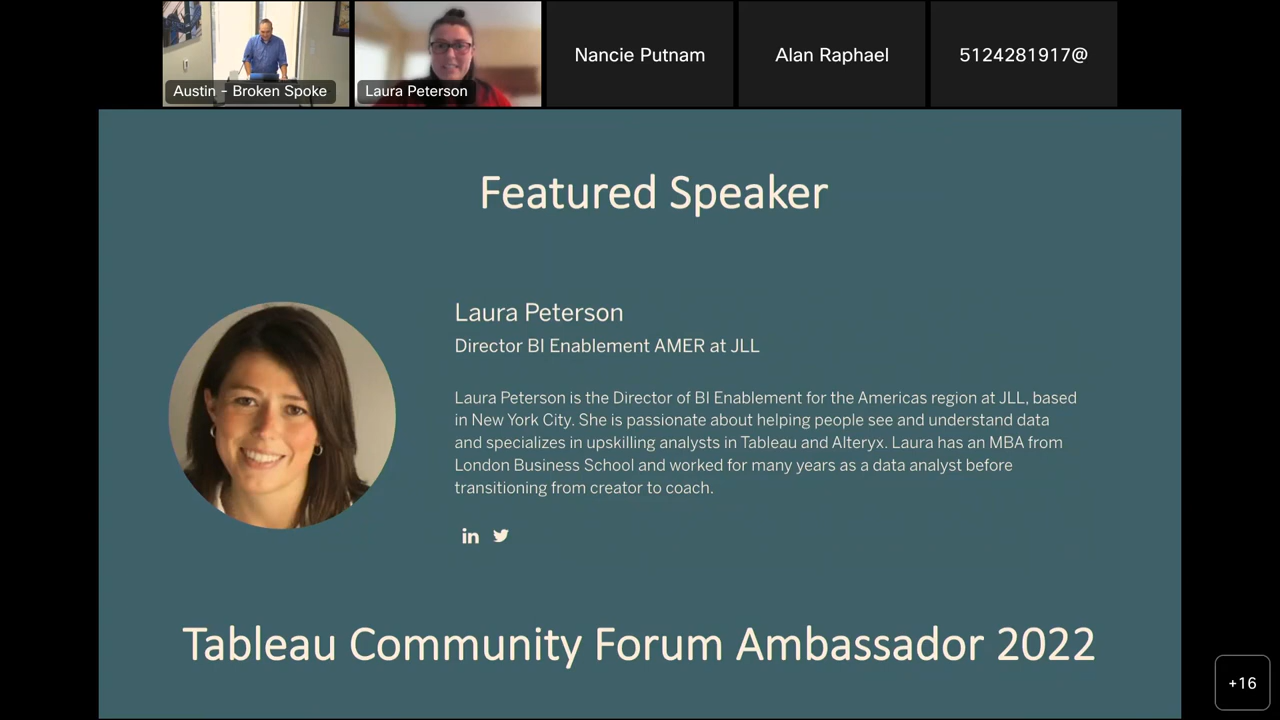 Austin - Broken Spoke
Laura Peterson
Nancie Putnam
Alan Raphael
5124281917@
Featured Speaker
Laura Peterson
Director BI Enablement AMER at JLL
Laura Peterson is the Director of BI Enablement for the Americas region at JLL, based
in New York City. She is passionate about helping people see and understand data
and specializes in upskilling analysts in Tableau and Alteryx. Laura has an MBA from
London Business School and worked for many years as a data analyst before
transitioning from creator to coach.
in
Tableau Community Forum Ambassador 2022
+16